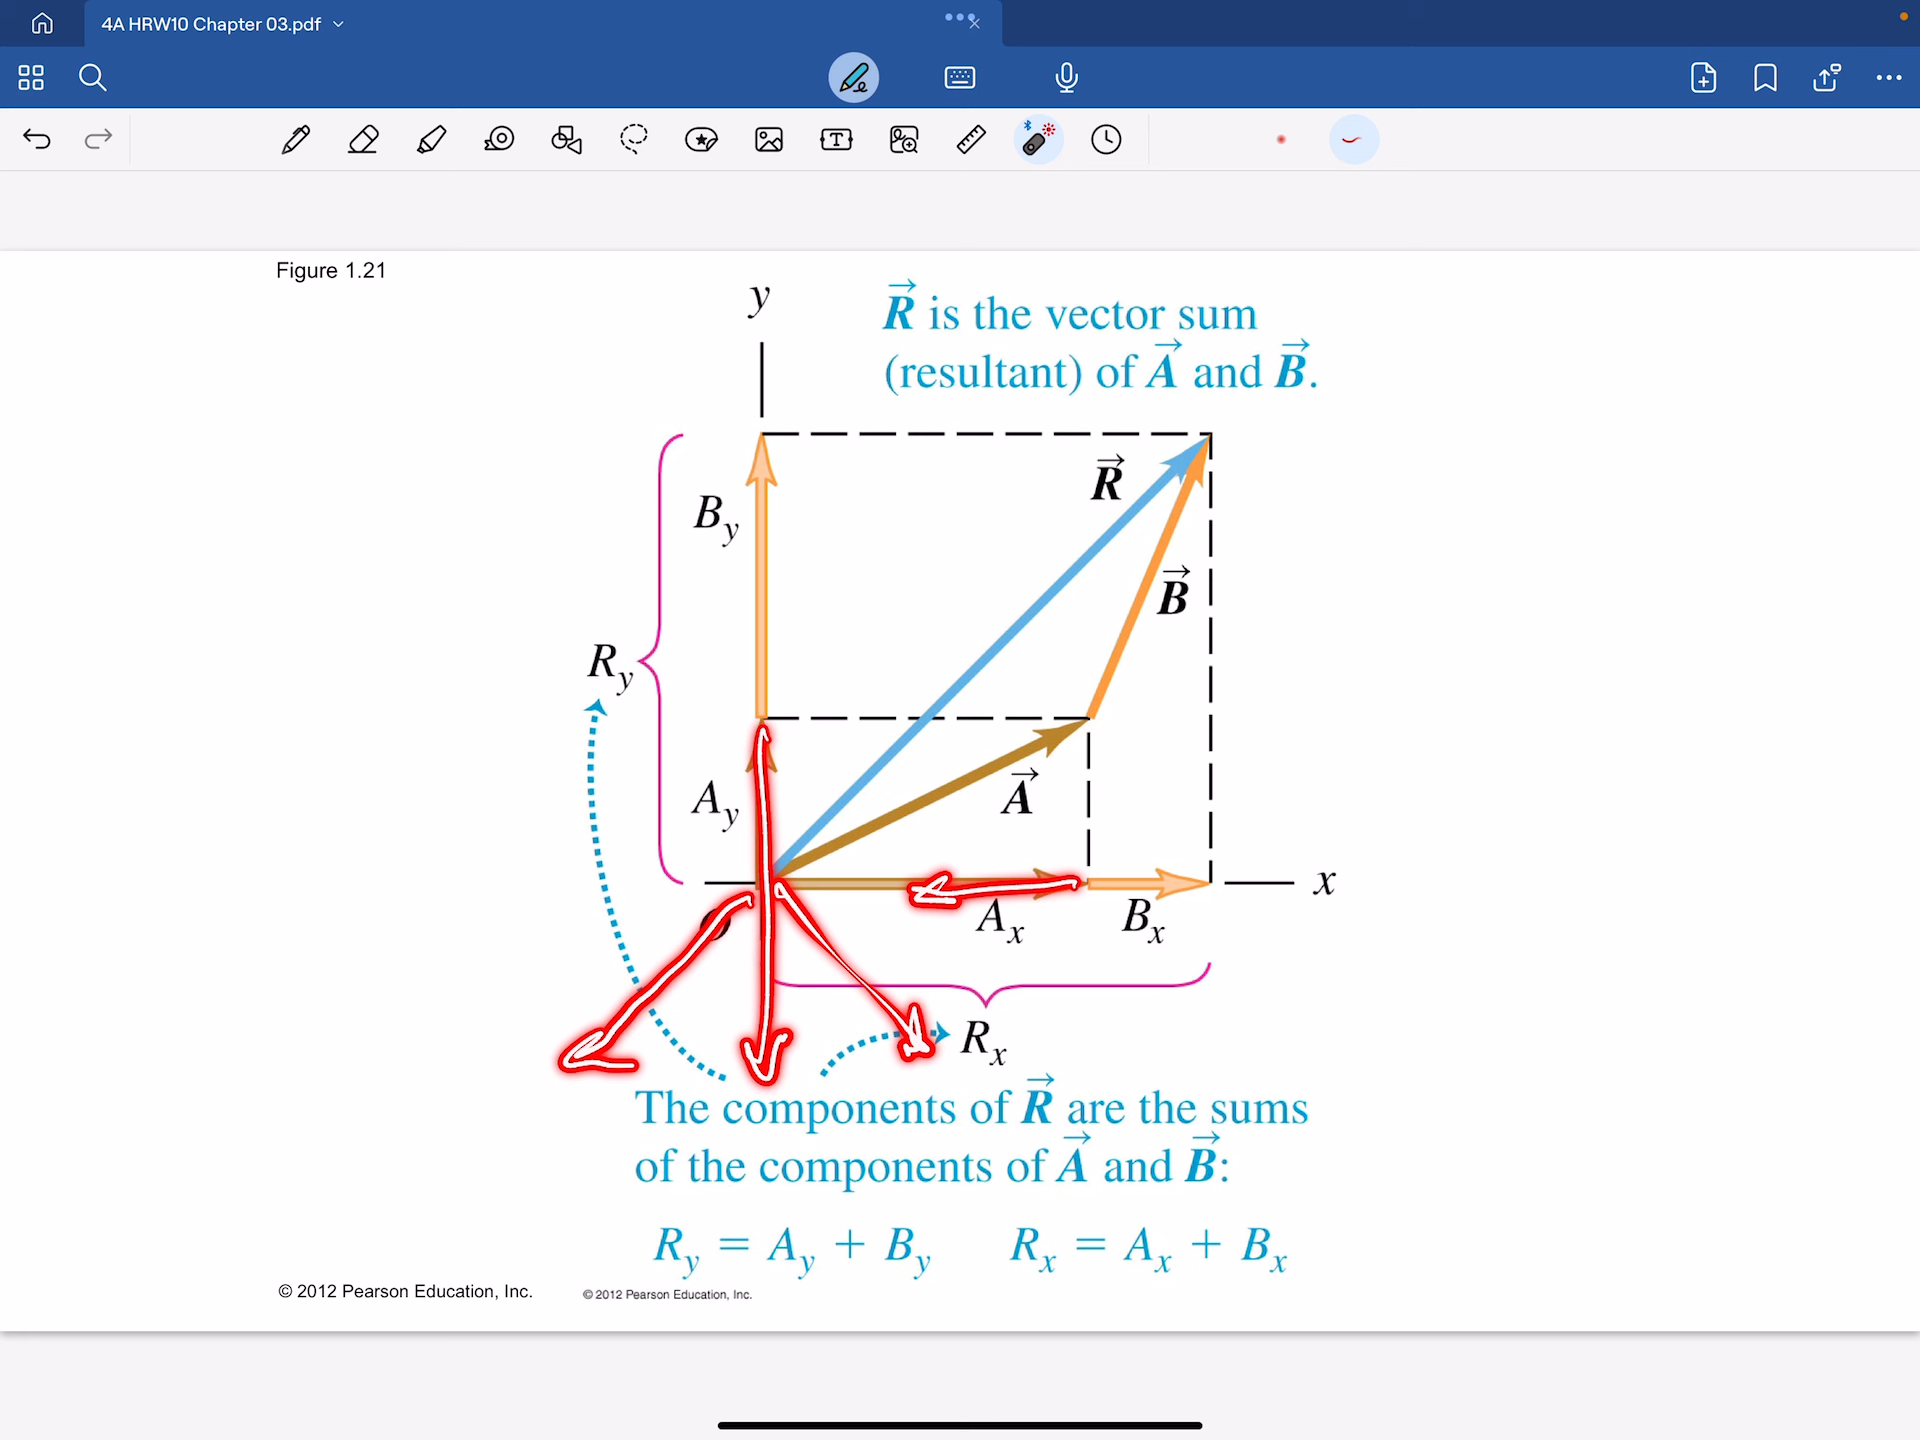 4A HRW10 Chapter 03.pdf
Figure 1.21
y
R is the vector sum
(resultant) of A and B.
R
By
B
Ry
Ay
A
x
Ax
Bx
Rx
The components of R are the sums
of the components of A and B:
Ry = Ay + By Rx = Ax + Bx
© 2012 Pearson Education, Inc.
© 2012 Pearson Education, Inc.